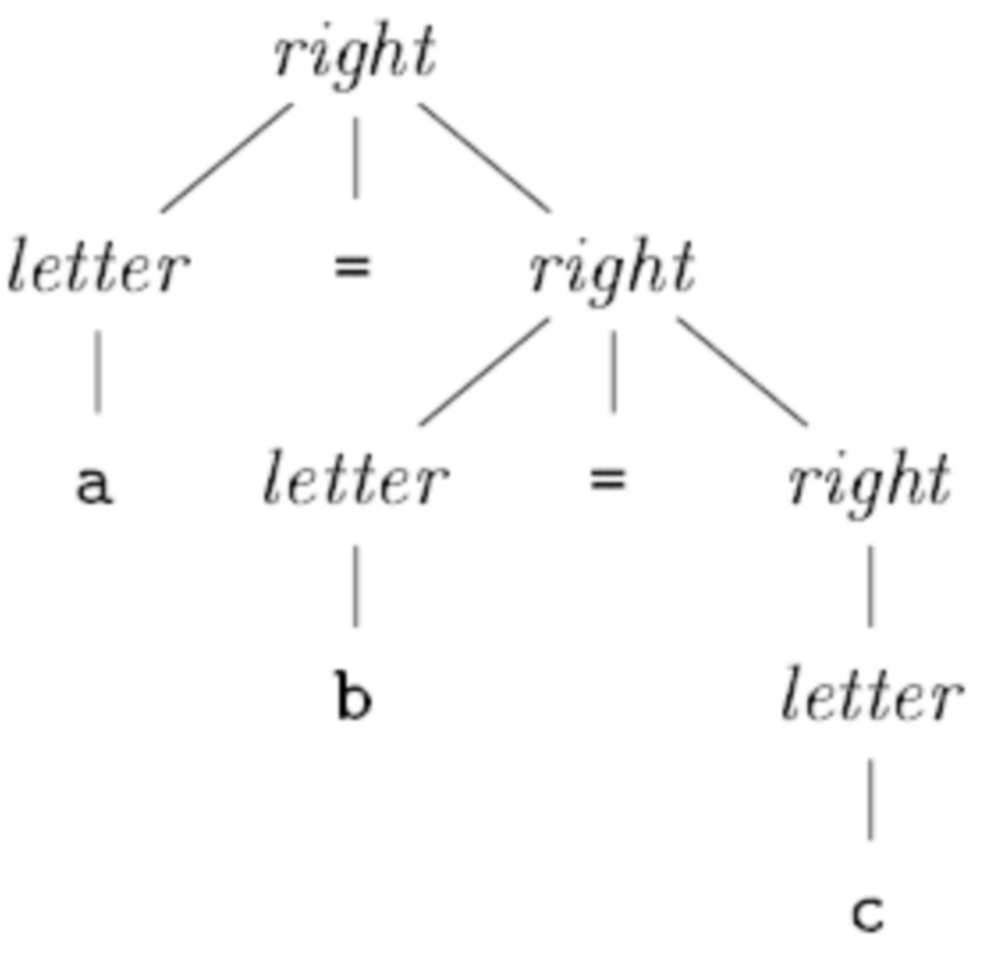 right
letter = right
a letter = right
b letter
c